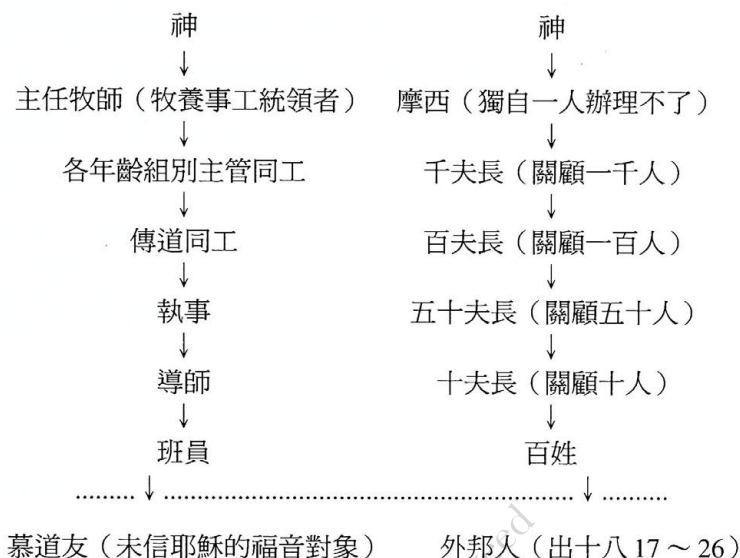 神 神
↓ ↓
主任牧師（牧養事工統領者） 摩西（獨自一人辦理不了）
↓ ↓
各年齡組別主管同工 千夫長（關顧一千人）
↓ ↓
傳道同工 百夫長（關顧一百人）
↓ ↓
執事 五十夫長（關顧五十人）
↓ ↓
導師 十夫長（關顧十人）
↓ ↓
班員 百姓
......... ↓ ............................................................ ↓ ..........
慕道友（未信耶穌的福音對象） 外邦人（出十八 17 ～ 26）